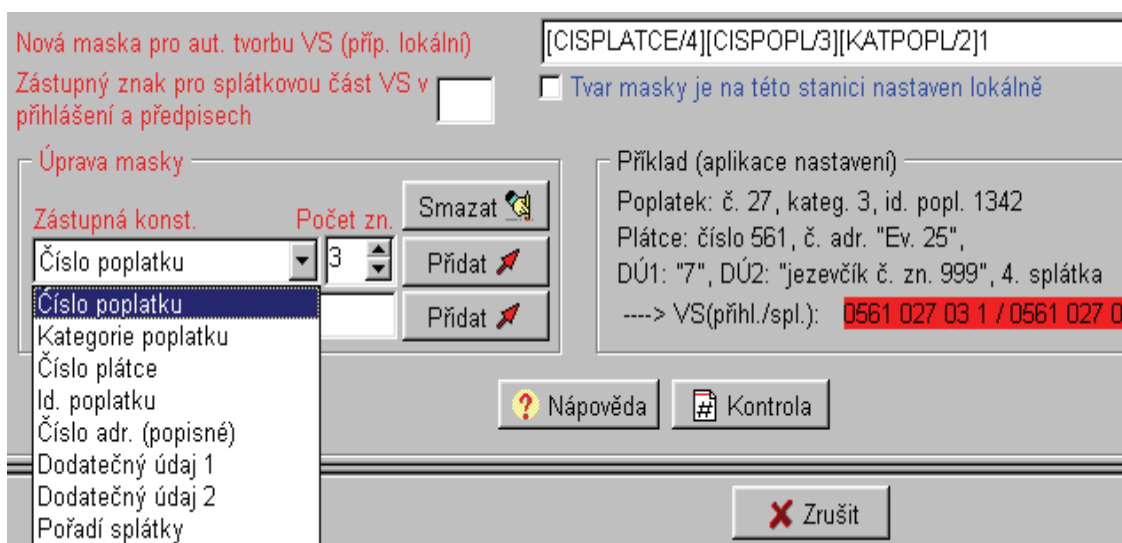 Nová maska pro aut. tvorbu VS (příp. lokální)
[CISPLATCE/4][CISPOPL/3][KATPOPL/2]1
Zástupný znak pro splátkovou část VS v
přihlášení a předpisech
Tvar masky je na této stanici nastaven lokálně
Úprava masky
Zástupná konst.
Počet zn.
Smazat
Číslo poplatku
3
Přidat
Přidat
Číslo poplatku
Kategorie poplatku
Číslo plátce
Id. poplatku
Číslo adr. (popisné)
Dodatečný údaj 1
Dodatečný údaj 2
Pořadí splátky
Příklad (aplikace nastavení)
Poplatek: č. 27, kateg. 3, id. popl. 1342
Plátce: číslo 561, č. adr. "Ev. 25",
DÚ1: "7", DÚ2: "jezevčík č. zn. 999", 4. splátka
----> VS(přihl./spl.): 0561 027 03 1 / 0561 027 0
Nápověda
Kontrola
Zrušit